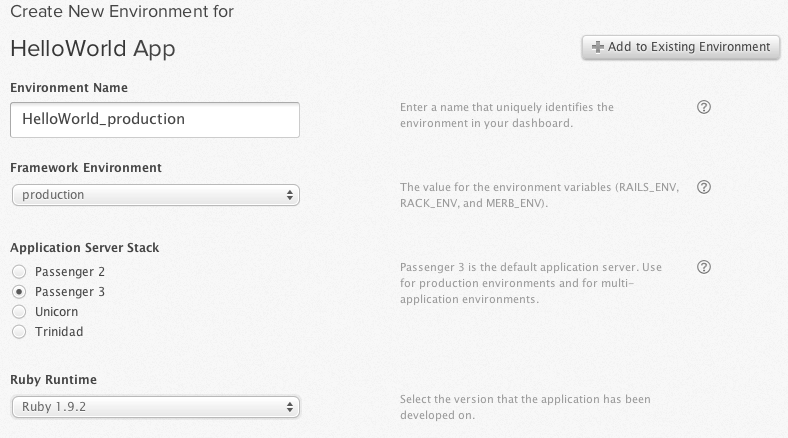 Create New Environment for
HelloWorld App
Add to Existing Environment
Environment Name
HelloWorld_production
Enter a name that uniquely identifies the
environment in your dashboard.
?
Framework Environment
production
The value for the environment variables (RAILS_ENV,
RACK_ENV, and MERB_ENV).
?
Application Server Stack
Passenger 2
Passenger 3
Unicorn
Trinidad
Passenger 3 is the default application server. Use
for production environments and for multi-
application environments.
?
Ruby Runtime
Ruby 1.9.2
Select the version that the application has been
developed on.